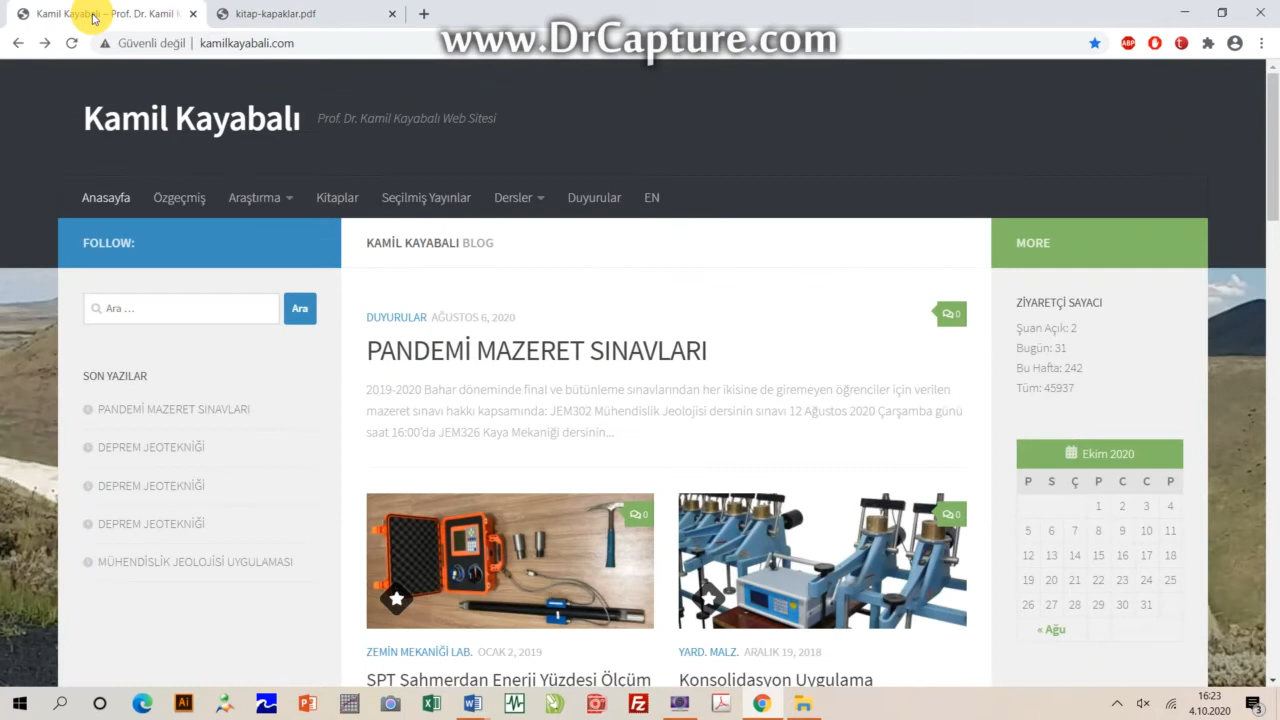 Kamil Kayabalı – Prof. Dr. Kamil
kitap-kapaklar.pdf
www.DrCapture.com
Güvenli değil
kamilkayabali.com
Kamil Kayabalı
Prof. Dr. Kamil Kayabalı Web Sitesi
Anasayfa
Özgeçmiş
Araştırma
Kitaplar
Seçilmiş Yayınlar
Dersler
Duyurular
EN
FOLLOW:
Ara …
Ara
SON YAZILAR
PANDEMİ MAZERET SINAVLARI
DEPREM JEOTEKNİĞİ
DEPREM JEOTEKNİĞİ
DEPREM JEOTEKNİĞİ
MÜHENDİSLİK JEOLOJİSİ UYGULAMASI
KAMİL KAYABALI BLOG
DUYURULAR AĞUSTOS 6, 2020
0
PANDEMİ MAZERET SINAVLARI
2019-2020 Bahar döneminde final ve bütünleme sınavlarından her ikisine de giremeyen öğrenciler için verilen
mazeret sınavı hakkı kapsamında: JEM302 Mühendislik Jeolojisi dersinin sınavı 12 Ağustos 2020 Çarşamba günü
saat 16:00'da JEM326 Kaya Mekaniği dersinin...
0
ZEMİN MEKANİĞİ LAB. OCAK 2, 2019
SPT Şahmerdan Enerji Yüzdesi Ölçüm
0
YARD. MALZ. ARALIK 19, 2018
Konsolidasyon Uygulama
MORE
ZİYARETÇİ SAYACI
Şuan Açık: 2
Bugün: 31
Bu Hafta: 242
Tüm: 45937
Ekim 2020
P S Ç P C C P
1 2 3 4
5 6 7 8 9 10 11
12 13 14 15 16 17 18
19 20 21 22 23 24 25
26 27 28 29 30 31
« Ağu
16:23
4.10.2020
3